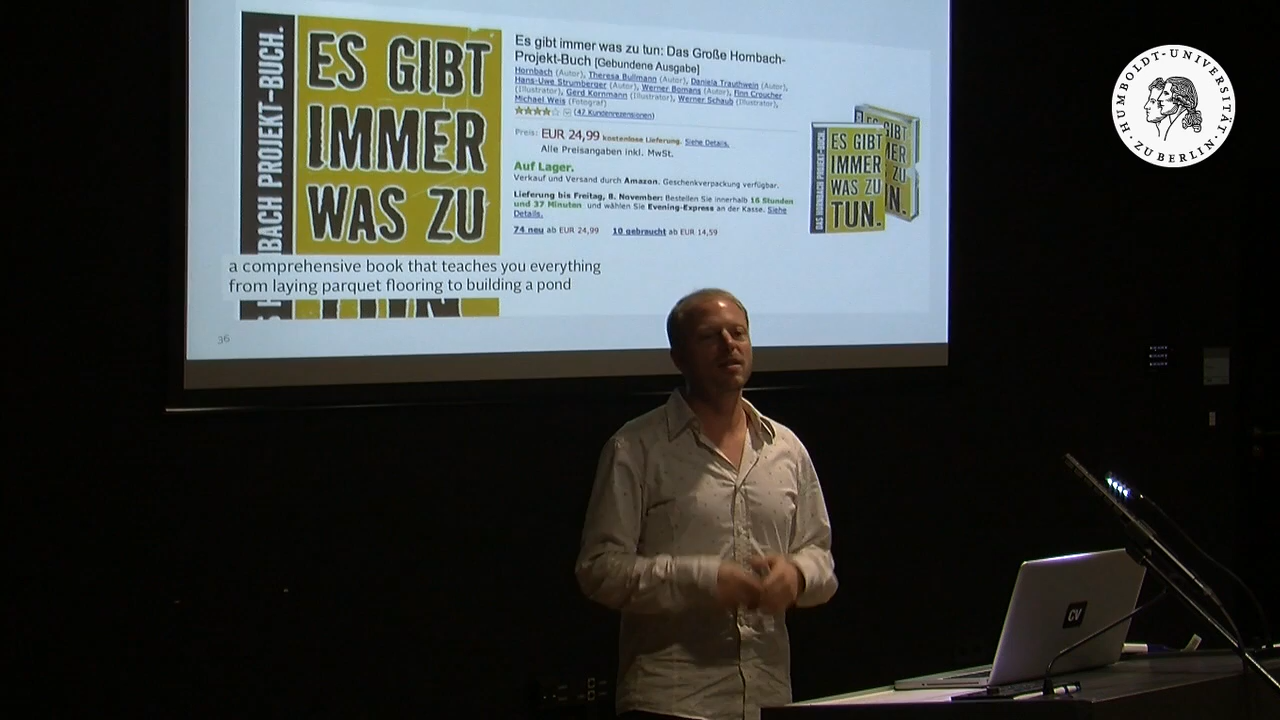 BACH PROJEKT-BUCH.
ES GIBT
IMMER
WAS ZU
Es gibt immer was zu tun: Das Große Hornbach-
Projekt-Buch [Gebundene Ausgabe]
Hornbach (Autor), Theresa Bullmann (Autor), Daniela Trauthwein (Autor),
Hans-Uwe Strumberger (Autor), Werner Bomans (Autor), Finn Croucher
(Illustrator), Gerd Kornmann (Illustrator), Werner Schaub (Illustrator),
Michael Weis (Fotograf)
(47 Kundenrezensionen)
Preis: EUR 24,99 kostenlose Lieferung. Siehe Details.
Alle Preisangaben inkl. MwSt.
Auf Lager.
Verkauf und Versand durch Amazon. Geschenkverpackung verfügbar.
Lieferung bis Freitag, 8. November: Bestellen Sie innerhalb 16 Stunden
und 37 Minuten und wählen Sie Evening-Express an der Kasse. Siehe
Details.
74 neu ab EUR 24,99 10 gebraucht ab EUR 14,59
a comprehensive book that teaches you everything
from laying parquet flooring to building a pond
36
DAS HORNBACH PROJEKT-BUCH.
ES GIBT
IMMER
WAS ZU
TUN.
ES GIBT
MER
ZU
N.
HUMBOLDT-UNIVERSITÄT
ZU BERLIN
CV